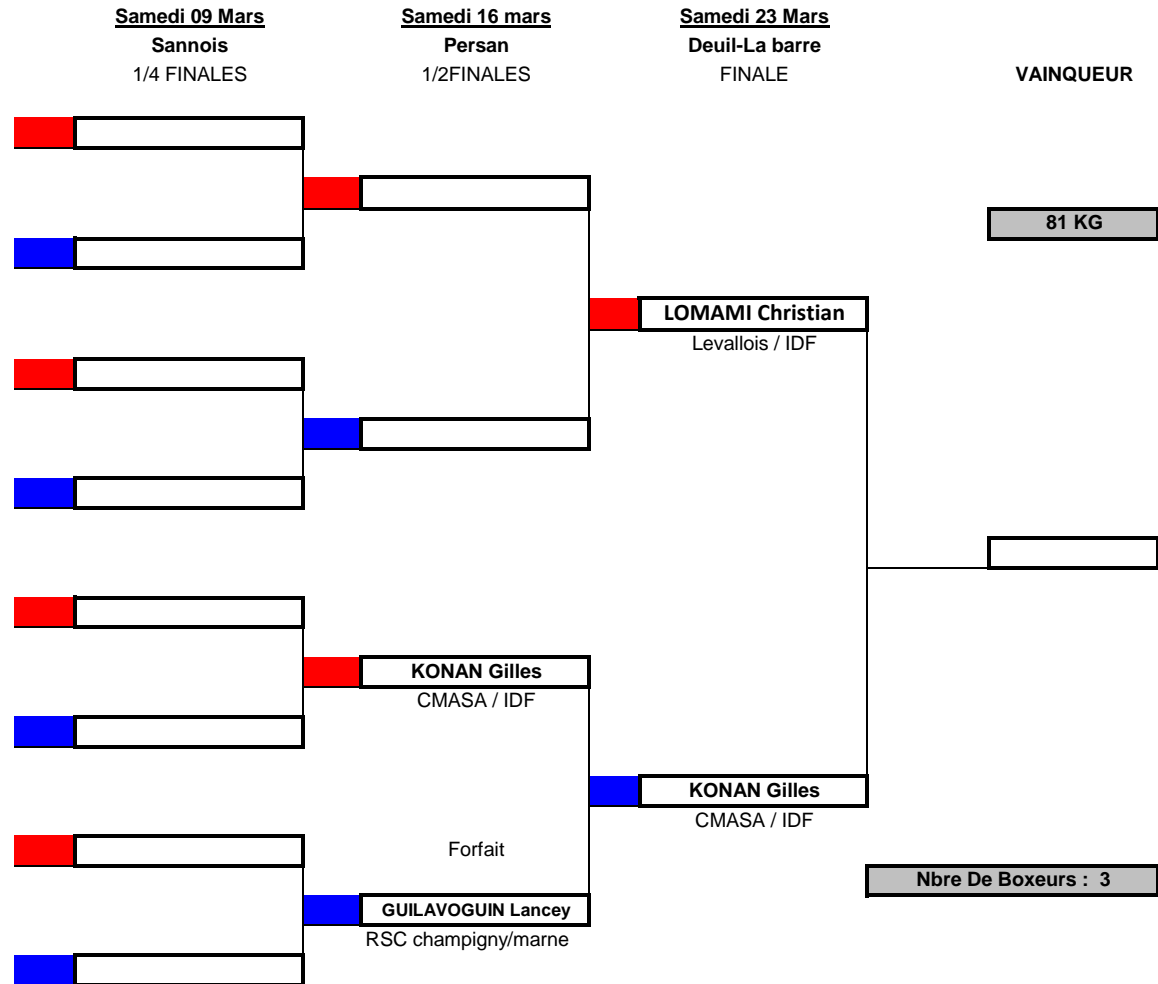 Samedi 09 Mars
Samedi 16 mars
Samedi 23 Mars
Sannois
Persan
Deuil-La barre
1/4 FINALES
1/2FINALES
FINALE
VAINQUEUR
81 KG
LOMAMI Christian
Levallois / IDF
KONAN Gilles
CMASA / IDF
KONAN Gilles
CMASA / IDF
Forfait
Nbre De Boxeurs : 3
GUILAVOGUIN Lancey
RSC champigny/marne